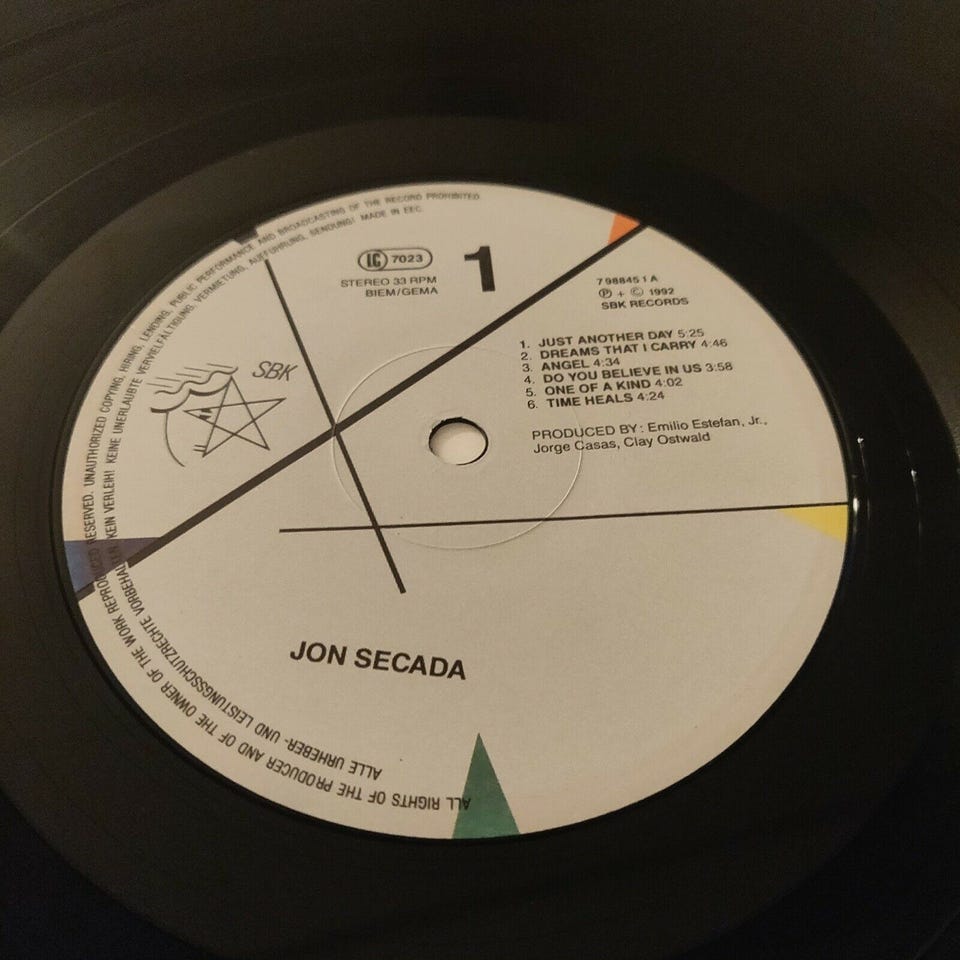 ALL RIGHTS OF THE PRODUCER AND OF THE OWNER OF THE WORK REPRODUCED RESERVED. UNAUTHORIZED COPYING, HIRING, LENDING, PUBLIC PERFORMANCE AND BROADCASTING OF THE RECORD PROHIBITED.
ALLE URHEBER- UND LEISTUNGSSCHUTZRECHTE VORBEHALTEN. KEIN VERLEIH! KEINE UNERLAUBTE VERVIELFÄLTIGUNG, VERMIETUNG, AUFFÜHRUNG, SENDUNG! MADE IN EEC.
LC 7023
STEREO 33 RPM
BIEM/GEMA
1
7 98845 1 A
Ⓟ + © 1992
SBK RECORDS
SBK
1. JUST ANOTHER DAY 5:25
2. DREAMS THAT I CARRY 4:46
3. ANGEL 4:34
4. DO YOU BELIEVE IN US 3:58
5. ONE OF A KIND 4:02
6. TIME HEALS 4:24
PRODUCED BY: Emilio Estefan, Jr.,
Jorge Casas, Clay Ostwald
JON SECADA